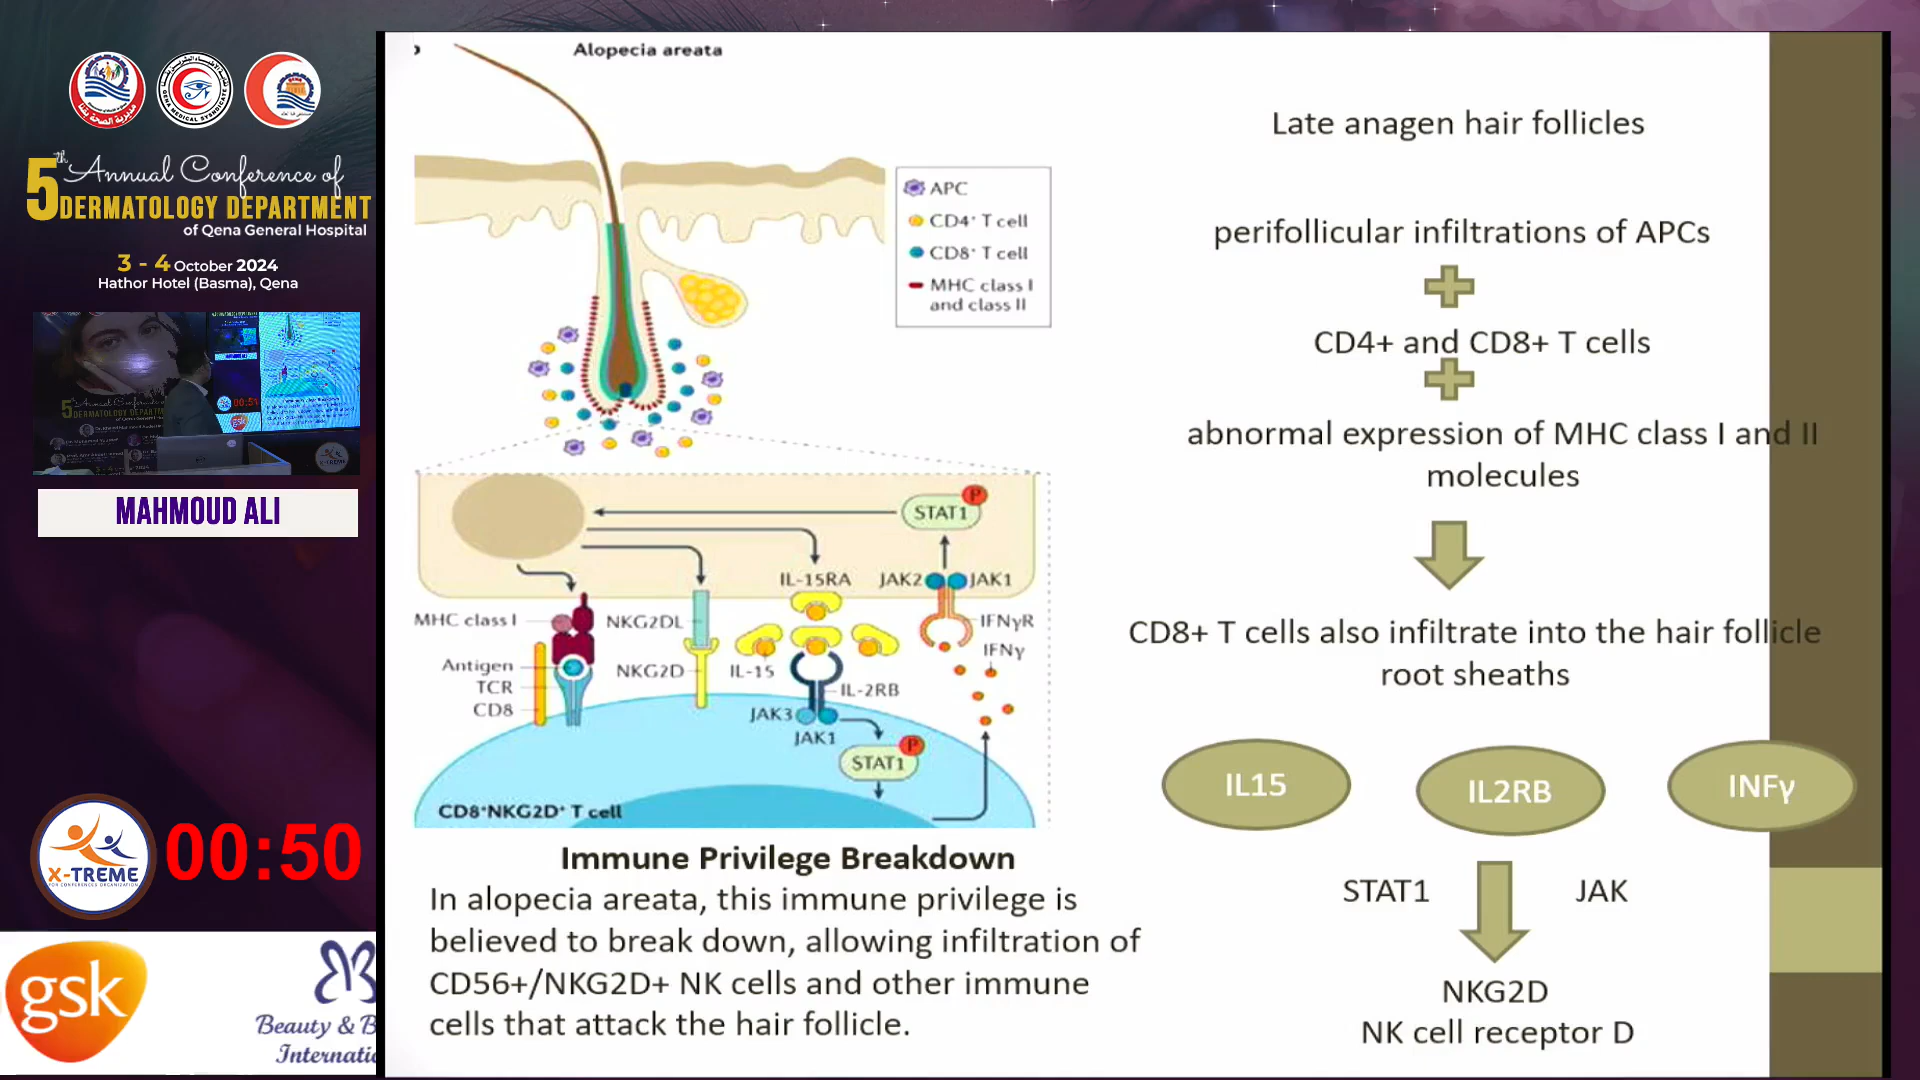 5th Annual Conference of
DERMATOLOGY DEPARTMENT
of Qena General Hospital
3 - 4 October 2024
Hathor Hotel (Basma), Qena
MAHMOUD ALI
X-TREME
FOR CONFERENCES ORGANIZATION
00:50
gsk
Beauty & B
Internatio
Alopecia areata
APC
CD4+ T cell
CD8+ T cell
MHC class I
and class II
P
STAT1
IL-15RA
JAK2
JAK1
MHC class I
NKG2DL
IFNγR
IFNγ
Antigen
NKG2D
IL-15
TCR
IL-2RB
CD8
JAK3
JAK1
P
STAT1
CD8+NKG2D+ T cell
Immune Privilege Breakdown
In alopecia areata, this immune privilege is
believed to break down, allowing infiltration of
CD56+/NKG2D+ NK cells and other immune
cells that attack the hair follicle.
Late anagen hair follicles
perifollicular infiltrations of APCs
CD4+ and CD8+ T cells
abnormal expression of MHC class I and II
molecules
CD8+ T cells also infiltrate into the hair follicle
root sheaths
IL15
IL2RB
INFγ
STAT1
JAK
NKG2D
NK cell receptor D